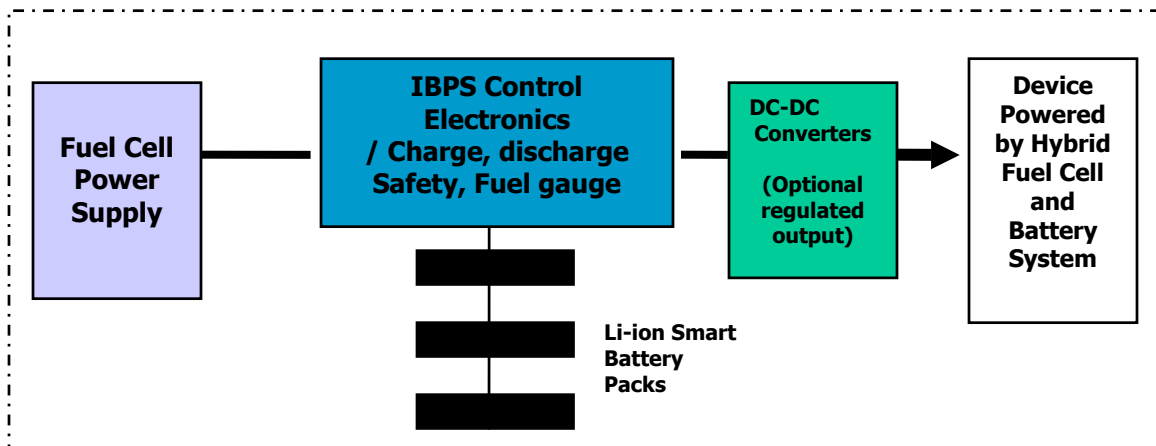 Fuel Cell
Power
Supply
IBPS Control
Electronics
/ Charge, discharge
Safety, Fuel gauge
Li-ion Smart
Battery
Packs
DC-DC
Converters
(Optional
regulated
output)
Device
Powered
by Hybrid
Fuel Cell
and
Battery
System